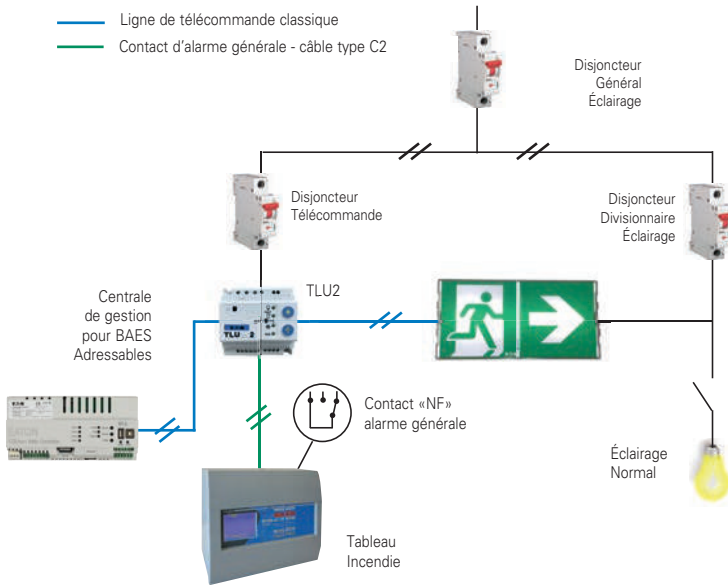 Ligne de télécommande classique
Contact d'alarme générale - câble type C2
Disjoncteur
Général
Éclairage
Disjoncteur
Télécommande
Disjoncteur
Divisionnaire
Éclairage
Centrale
de gestion
pour BAES
Adressables
TLU2
TLU 2
EATON
Contact «NF»
alarme générale
Éclairage
Normal
Tableau
Incendie